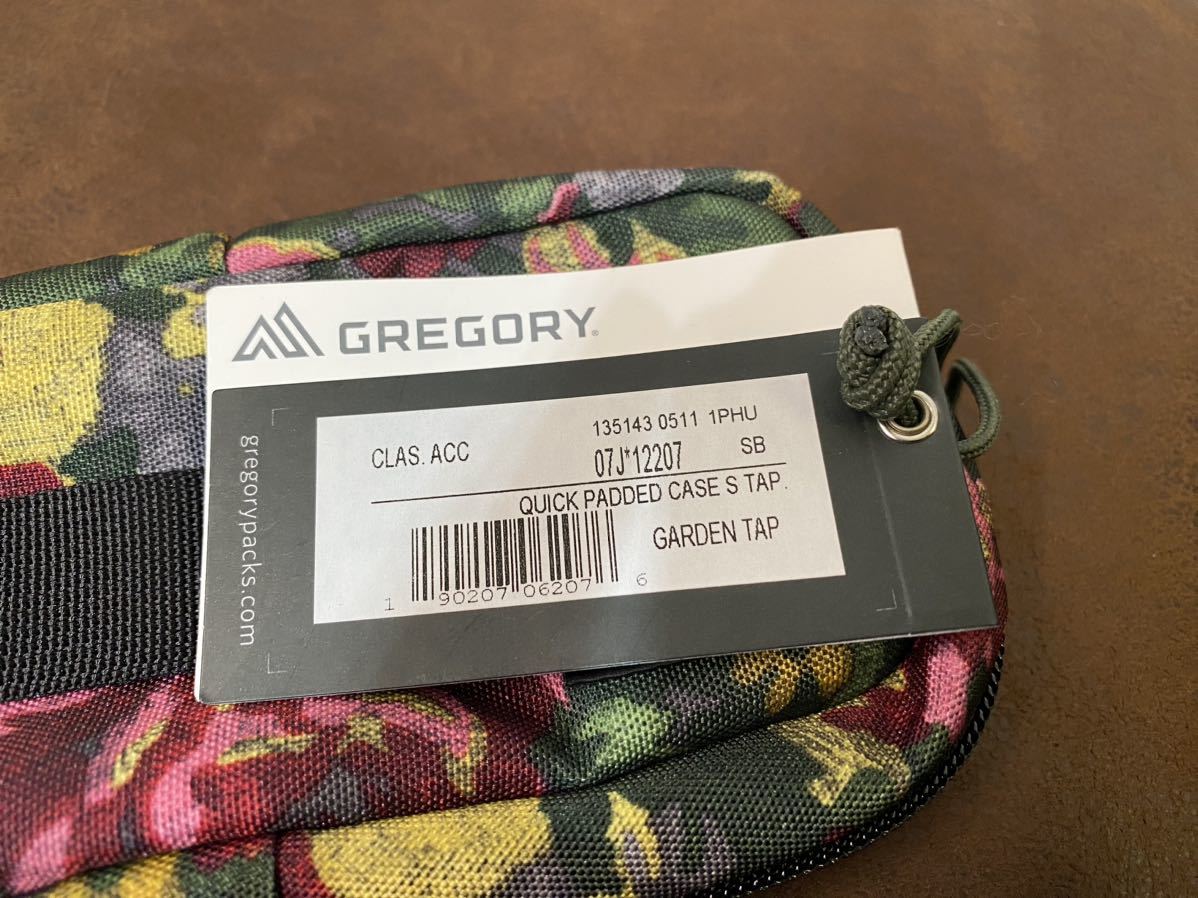 GREGORY®
gregorypacks.com
135143 0511 1PHU
CLAS. ACC 07J*12207 SB
QUICK PADDED CASE S TAP.
GARDEN TAP
1 90207 06207 6